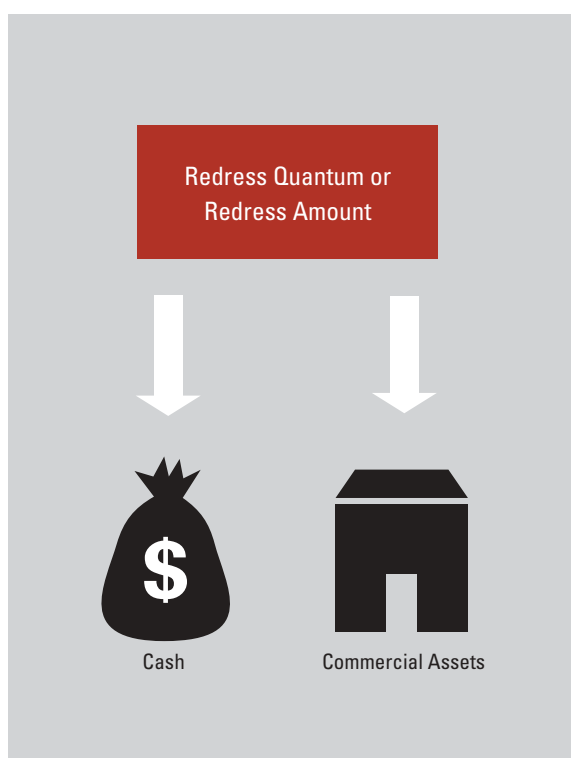 Redress Quantum or
Redress Amount
$
Cash
Commercial Assets